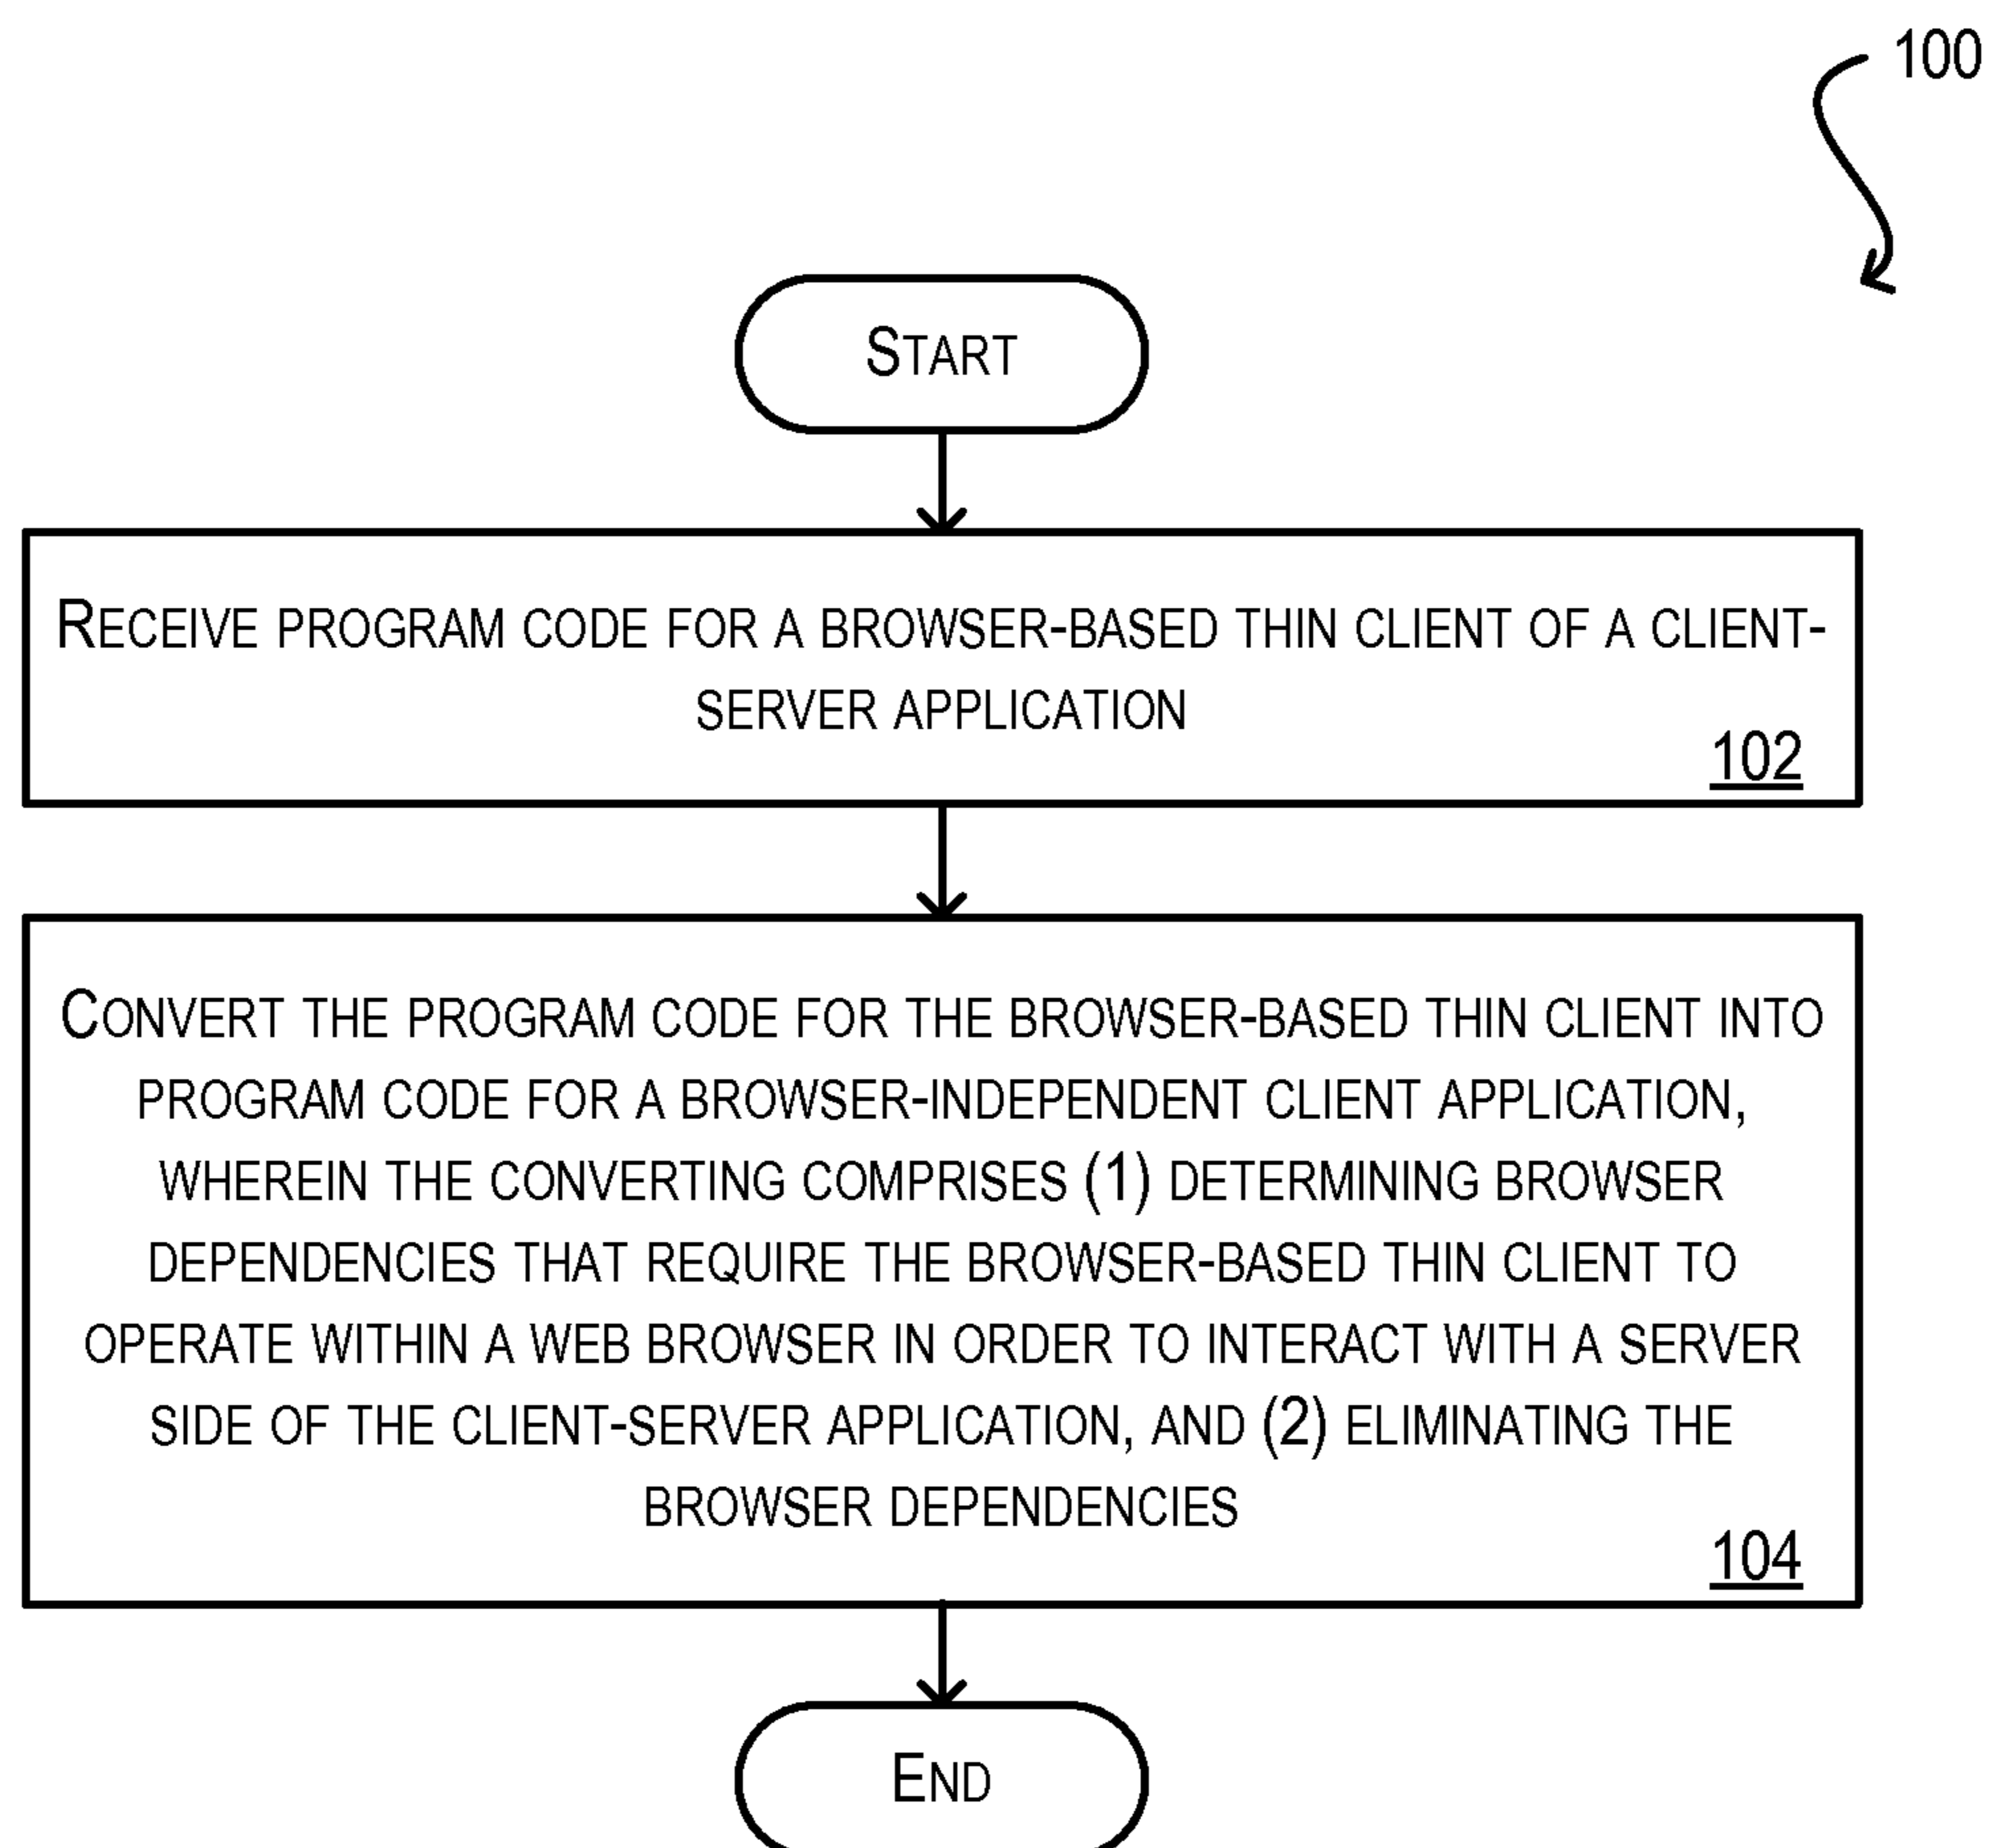 100
START
RECEIVE PROGRAM CODE FOR A BROWSER-BASED THIN CLIENT OF A CLIENT-
SERVER APPLICATION
102
CONVERT THE PROGRAM CODE FOR THE BROWSER-BASED THIN CLIENT INTO
PROGRAM CODE FOR A BROWSER-INDEPENDENT CLIENT APPLICATION,
WHEREIN THE CONVERTING COMPRISES (1) DETERMINING BROWSER
DEPENDENCIES THAT REQUIRE THE BROWSER-BASED THIN CLIENT TO
OPERATE WITHIN A WEB BROWSER IN ORDER TO INTERACT WITH A SERVER
SIDE OF THE CLIENT-SERVER APPLICATION, AND (2) ELIMINATING THE
BROWSER DEPENDENCIES
104
END